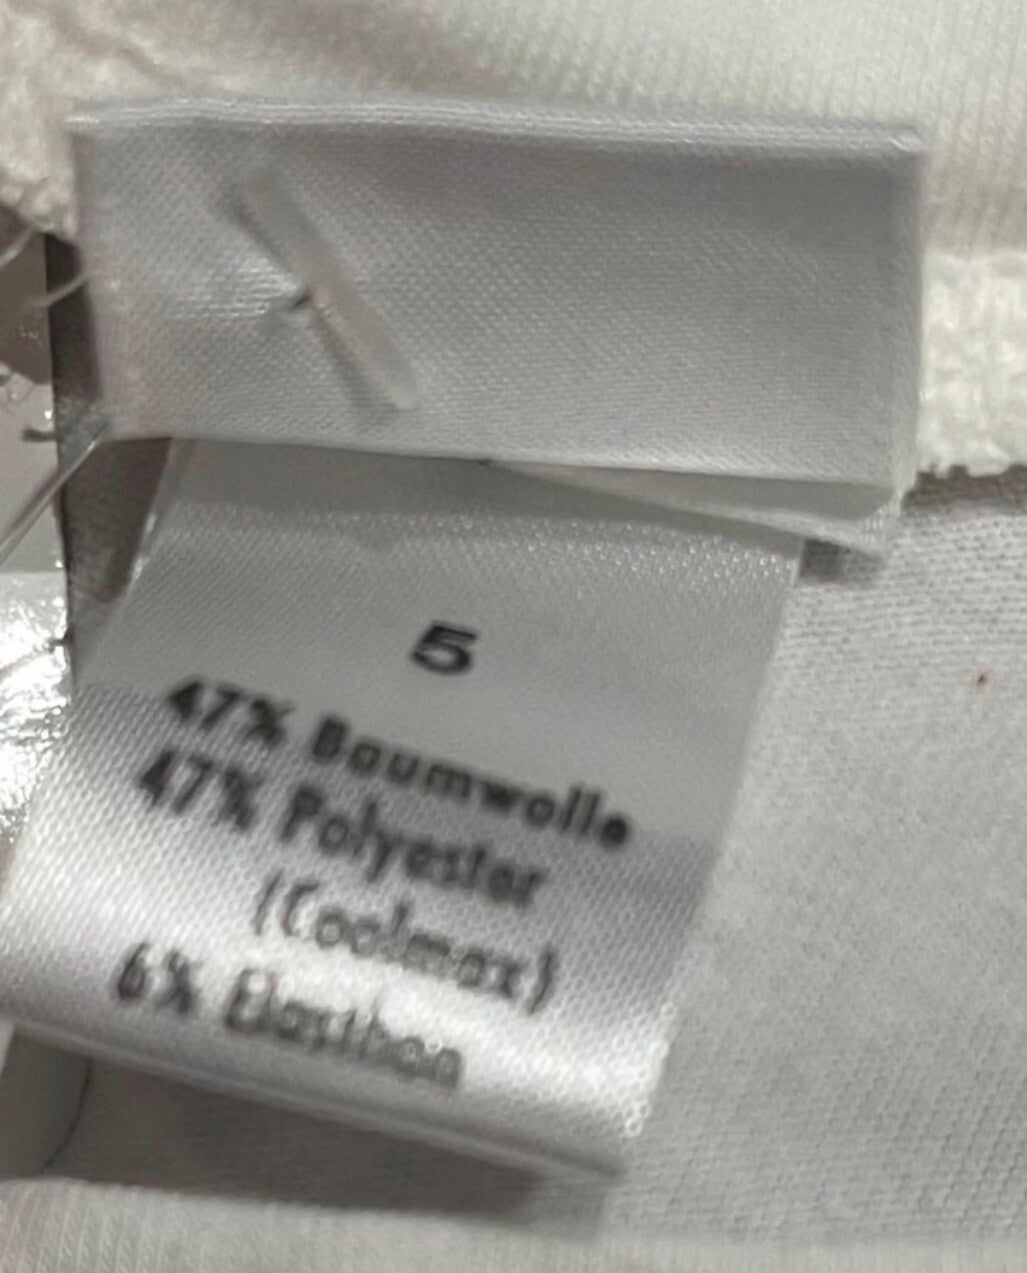 5
47% Baumwolle
47% Polyester
(Coolmax)
6% Elasthan